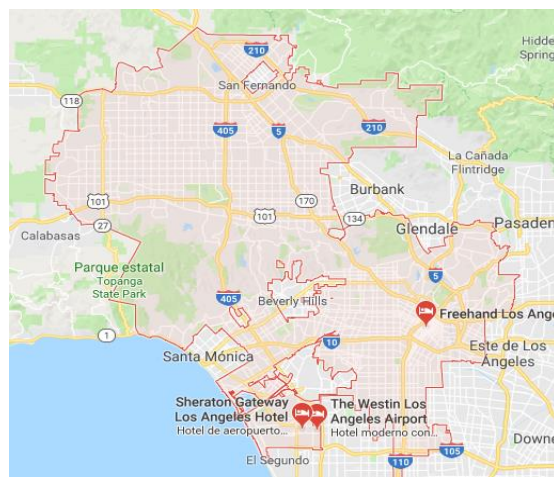 Hidde
Spring
210
San Fernando
118
405
5
210
La Cañada
Flintridge
Burbank
101
170
134
101
27
Glendale
Pasaden
Calabasas
Parque estatal
Topanga
State Park
5
405
Beverly Hills
Freehand Los Ange
1
10
Este de Los
Ángeles
Santa Mónica
Sheraton Gateway
Los Angeles Hotel
Hotel de aeropuerto...
The Westin Los
Angeles Airport
Hotel moderno con...
Downe
El Segundo
110
105